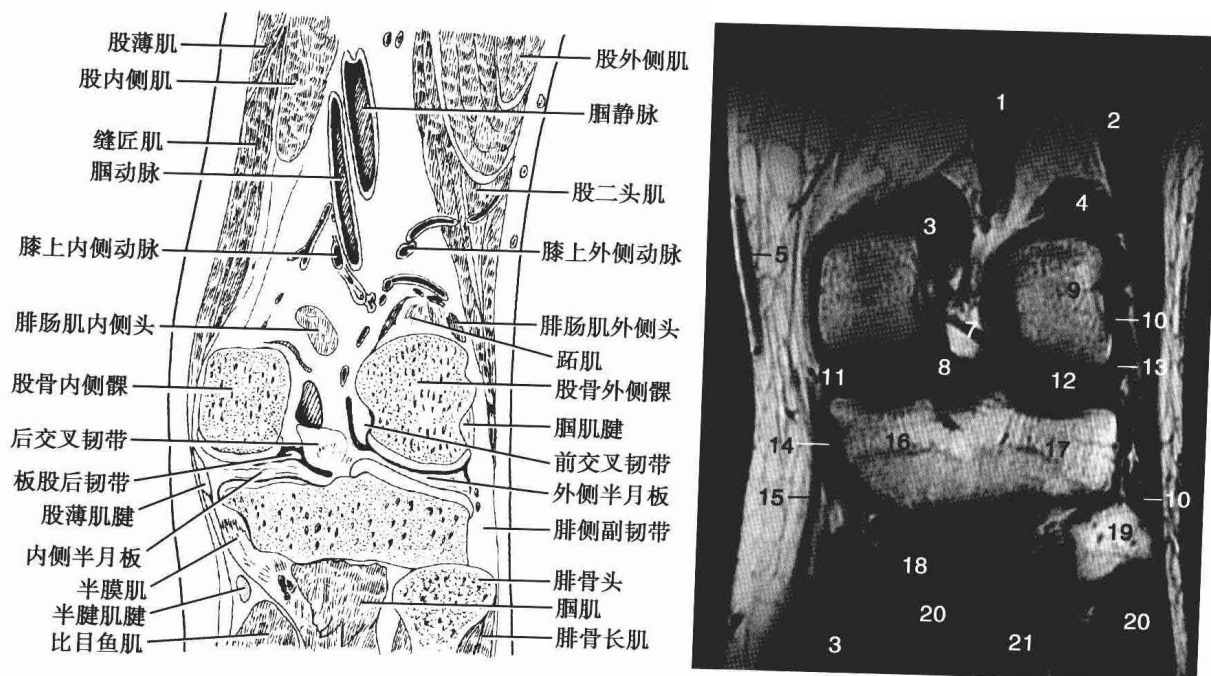 股薄肌
股内侧肌
缝匠肌
腘动脉
膝上内侧动脉
腓肠肌内侧头
股骨内侧髁
后交叉韧带
板股后韧带
股薄肌腱
内侧半月板
半膜肌
半腱肌腱
比目鱼肌
股外侧肌
腘静脉
股二头肌
膝上外侧动脉
腓肠肌外侧头
跖肌
股骨外侧髁
腘肌腱
前交叉韧带
外侧半月板
腓侧副韧带
腓骨头
腘肌
腓骨长肌
1
2
3
4
5
7
8
9
10
11
12
13
14
15
16
17
10
18
19
20
20
3
21